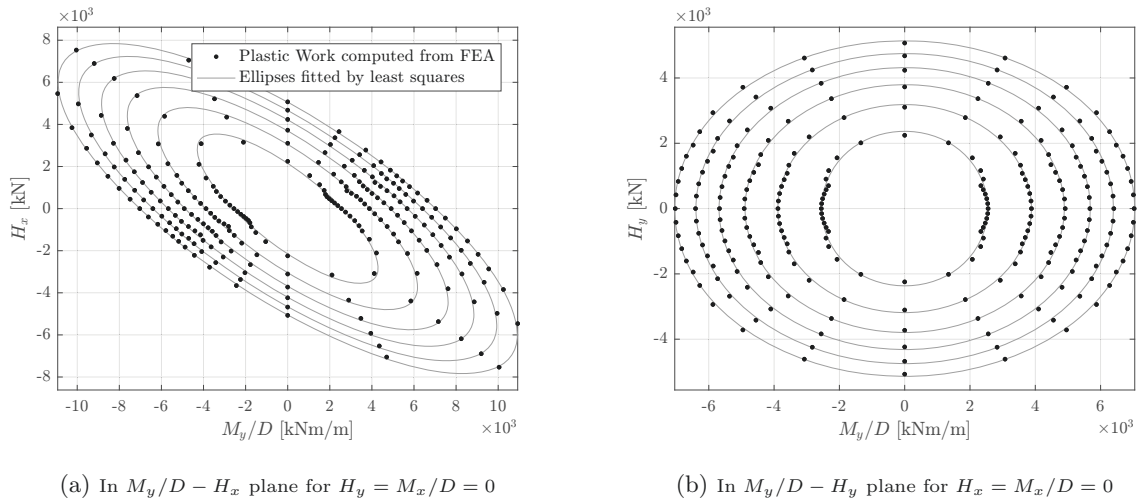 ×10³
8
6
4
2
0
-2
-4
-6
-8
H_x [kN]
Plastic Work computed from FEA
Ellipses fitted by least squares
-10 -8 -6 -4 -2 0 2 4 6 8 10
M_y/D [kNm/m]
×10³
(a) In M_y/D − H_x plane for H_y = M_x/D = 0
×10³
4
2
0
-2
-4
H_y [kN]
-6 -4 -2 0 2 4 6
M_y/D [kNm/m]
×10³
(b) In M_y/D − H_y plane for H_x = M_x/D = 0